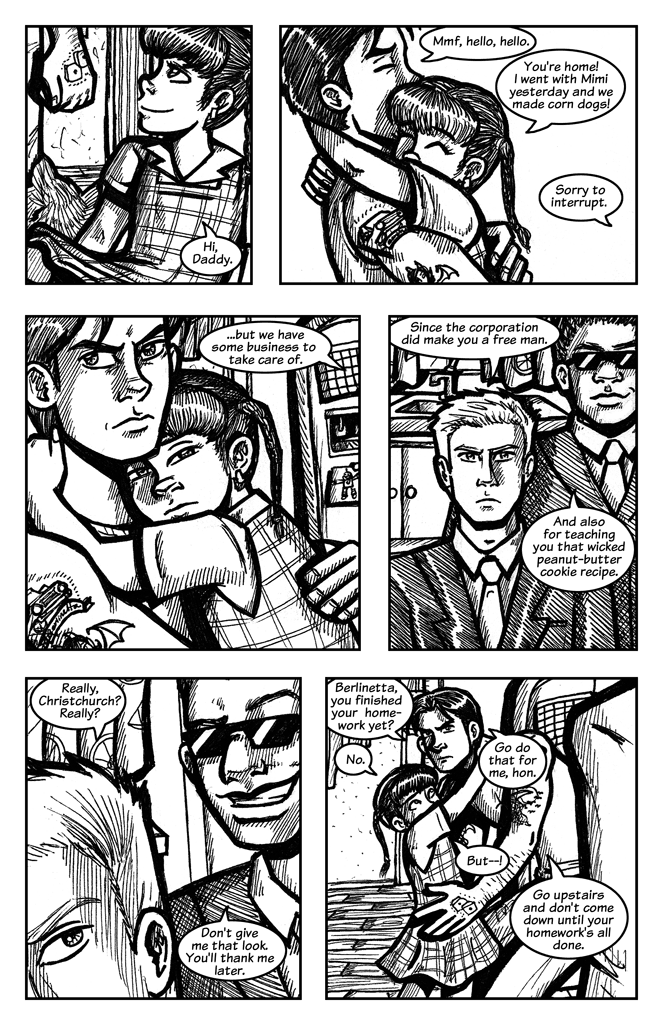 Hi,
Daddy.
Mmf, hello, hello.
You're home!
I went with Mimi
yesterday and we
made corn dogs!
Sorry to
interrupt.
...but we have
some business to
take care of.
Since the corporation
did make you a free man.
And also
for teaching
you that wicked
peanut-butter
cookie recipe.
Really,
Christchurch?
Really?
Don't give
me that look.
You'll thank me
later.
Berlinetta,
you finished
your home-
work yet?
No.
Go do
that for
me, hon.
But--!
Go upstairs
and don't come
down until your
homework's all
done.